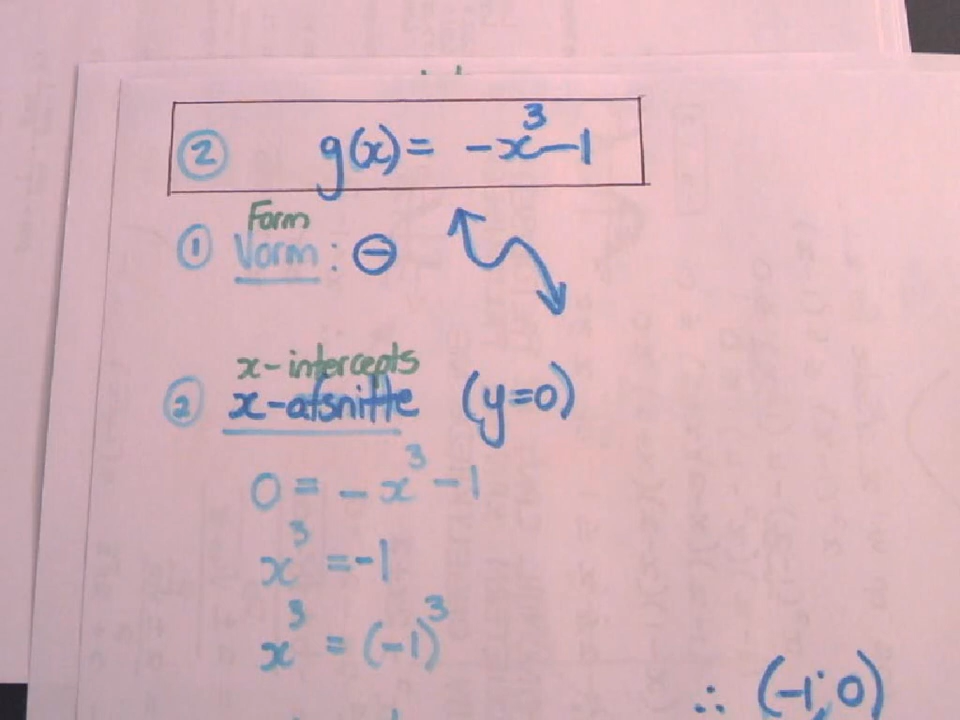 ② g(x) = -x³-1
Form
① Vorm : ⊖
x-intercepts
② x-afsnitte (y=0)
0 = -x³-1
x³ = -1
x³ = (-1)³
∴ (-1;0)